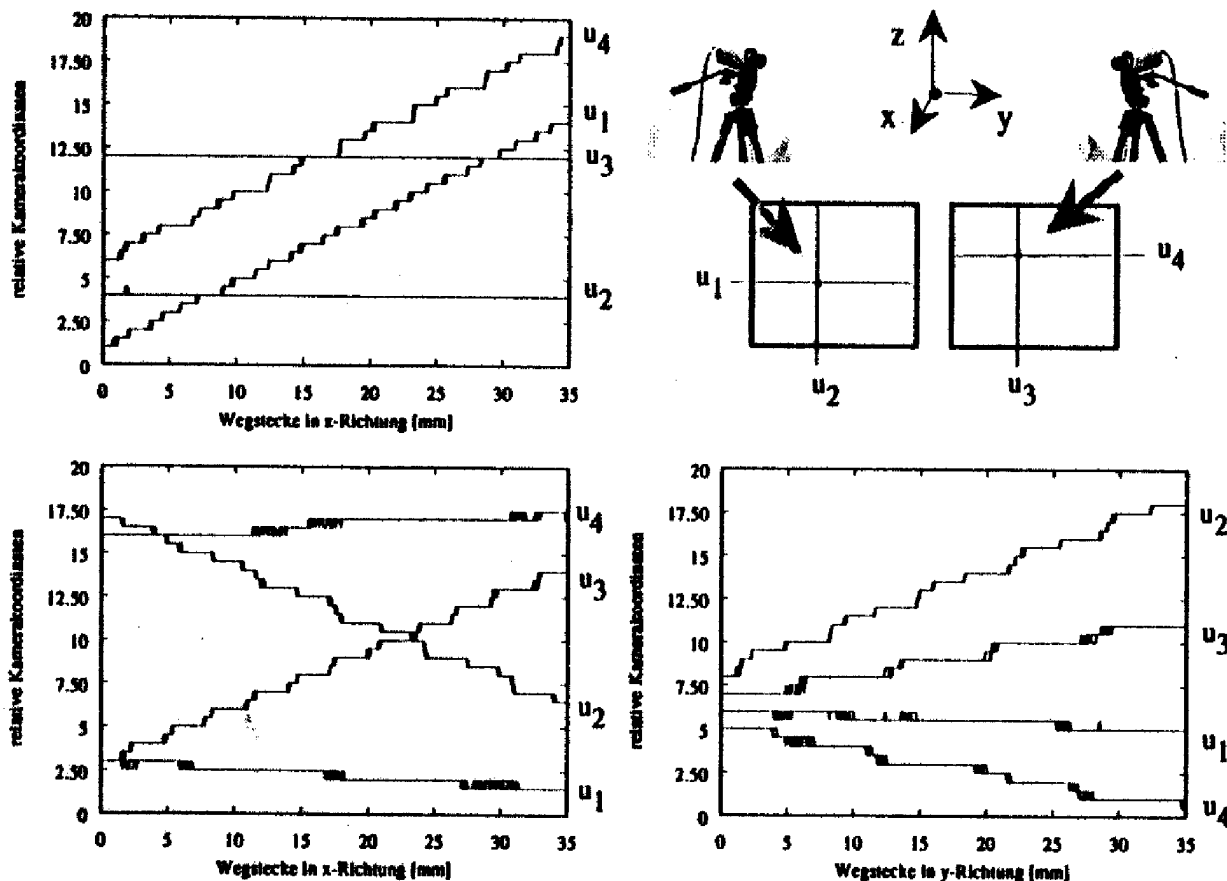 relative Kamerakoordinaten
20
17.50
15
12.50
10
7.50
5
2.50
0
u4
u1
u3
u2
0 5 10 15 20 25 30 35
Wegstecke in x-Richtung [mm]
z
x
y
u1
u2
u3
u4
relative Kamerakoordinaten
20
17.50
15
12.50
10
7.50
5
2.50
0
u4
u3
u2
u1
0 5 10 15 20 25 30 35
Wegstecke in x-Richtung [mm]
relative Kamerakoordinaten
20
17.50
15
12.50
10
7.50
5
2.50
0
u2
u3
u1
u4
0 5 10 15 20 25 30 35
Wegstecke in y-Richtung [mm]